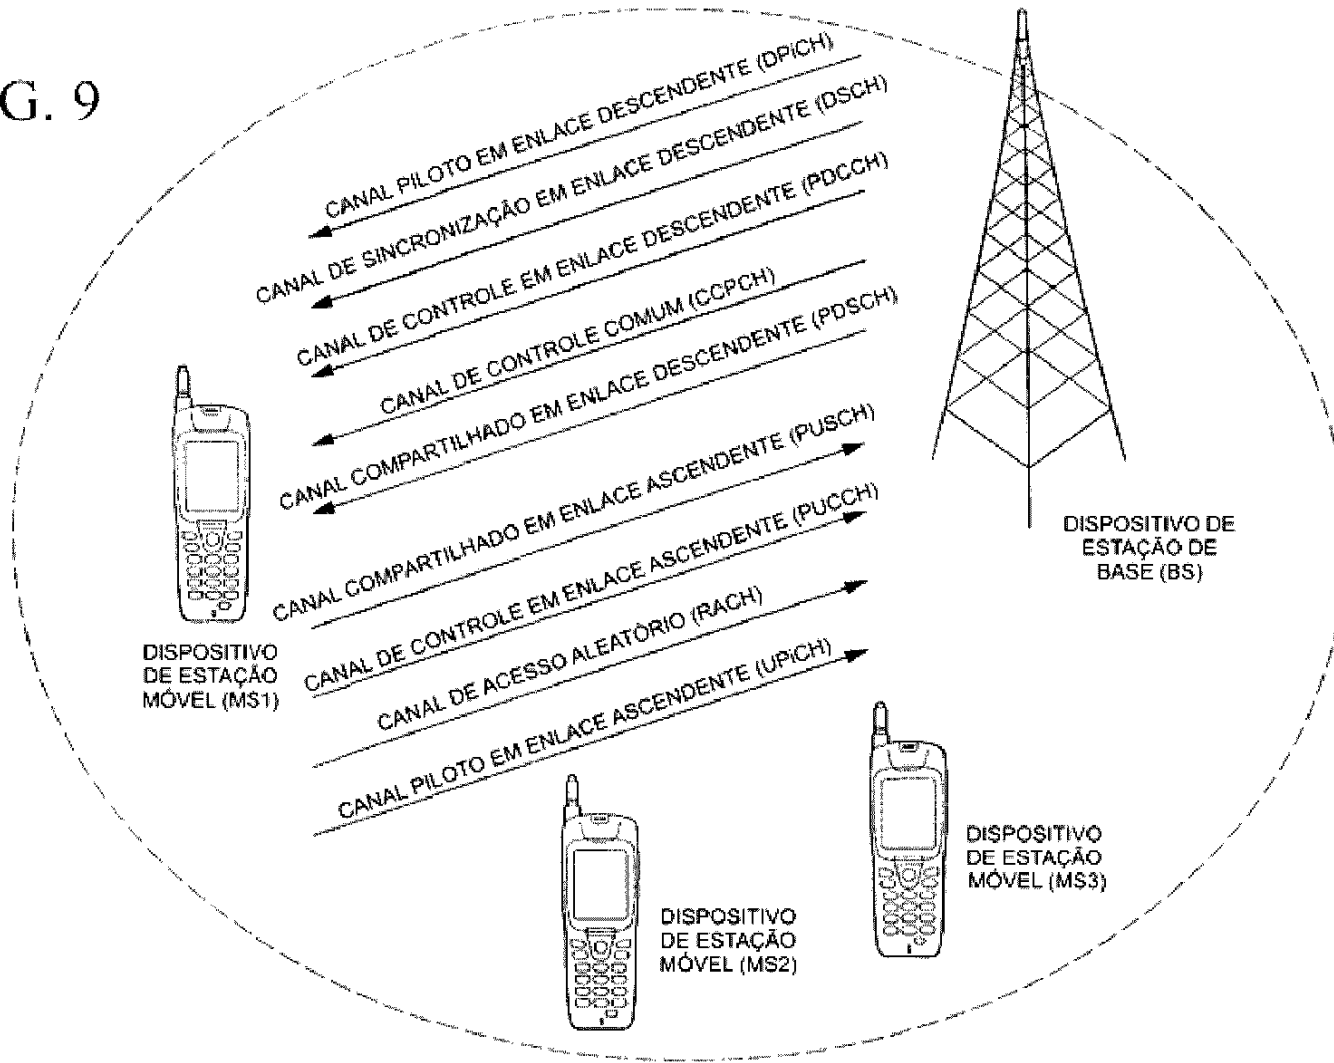 G. 9
CANAL PILOTO EM ENLACE DESCENDENTE (DPiCH)
CANAL DE SINCRONIZAÇÃO EM ENLACE DESCENDENTE (DSCH)
CANAL DE CONTROLE EM ENLACE DESCENDENTE (PDCCH)
CANAL DE CONTROLE COMUM (CCPCH)
CANAL COMPARTILHADO EM ENLACE DESCENDENTE (PDSCH)
CANAL COMPARTILHADO EM ENLACE ASCENDENTE (PUSCH)
CANAL DE CONTROLE EM ENLACE ASCENDENTE (PUCCH)
CANAL DE ACESSO ALEATÓRIO (RACH)
CANAL PILOTO EM ENLACE ASCENDENTE (UPiCH)
DISPOSITIVO DE
ESTAÇÃO DE
BASE (BS)
DISPOSITIVO
DE ESTAÇÃO
MÓVEL (MS1)
DISPOSITIVO
DE ESTAÇÃO
MÓVEL (MS2)
DISPOSITIVO
DE ESTAÇÃO
MÓVEL (MS3)